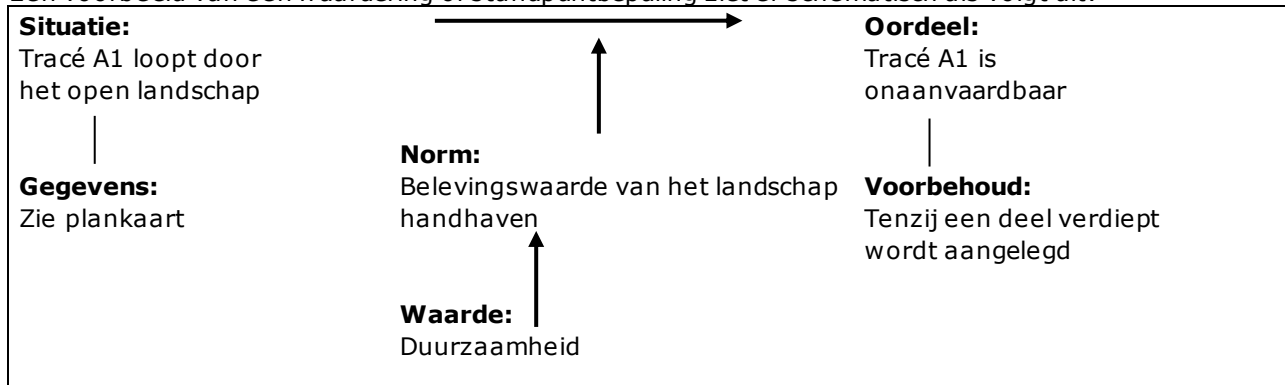 Situatie:
Tracé A1 loopt door
het open landschap
Gegevens:
Zie plankaart
Norm:
Belevingswaarde van het landschap
handhaven
Waarde:
Duurzaamheid
Oordeel:
Tracé A1 is
onaanvaardbaar
Voorbehoud:
Tenzij een deel verdiept
wordt aangelegd